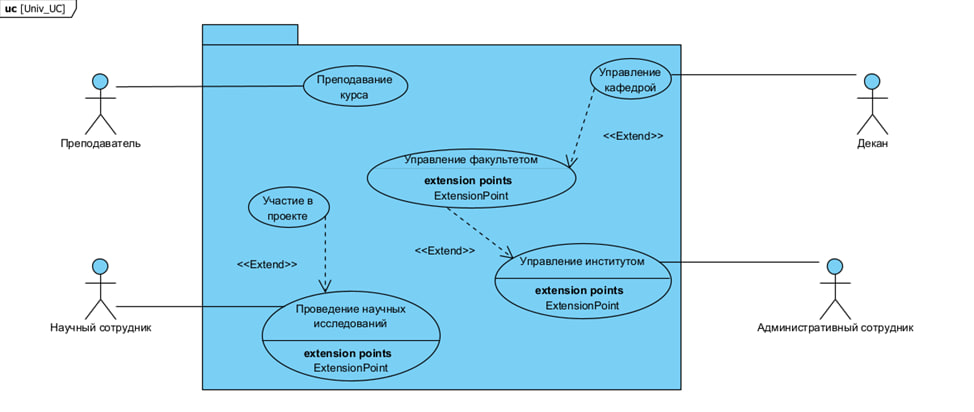 uc [Univ_UC]
Преподавание
курса
Управление
кафедрой
Преподаватель
<<Extend>>
Декан
Управление факультетом
extension points
ExtensionPoint
Участие в
проекте
<<Extend>>
Управление институтом
<<Extend>>
extension points
ExtensionPoint
Проведение научных
исследований
Научный сотрудник
Административный сотрудник
extension points
ExtensionPoint